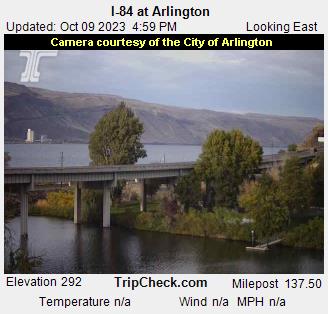 I-84 at Arlington
Updated: Oct 09 2023 4:59 PM Looking East
Camera courtesy of the City of Arlington
Elevation 292 TripCheck.com Milepost 137.50
Temperature n/a Wind n/a MPH n/a